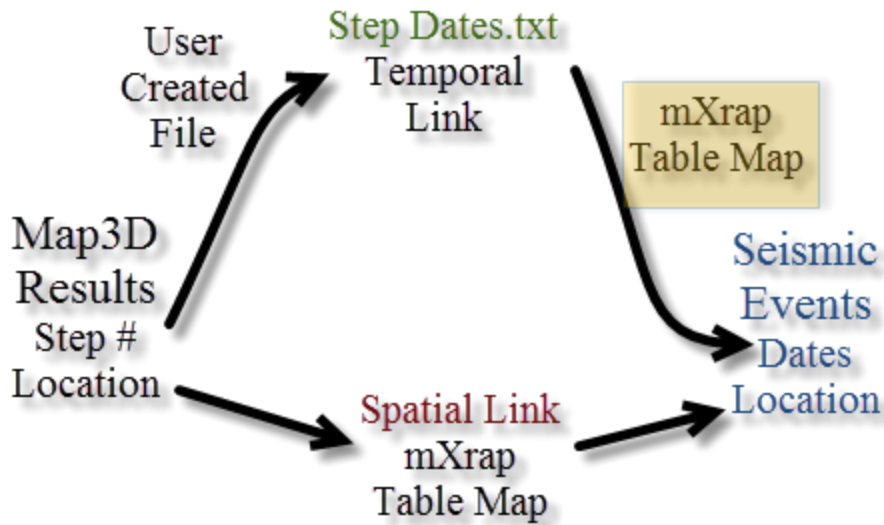 User
Created
File
Step Dates.txt
Temporal
Link
mXrap
Table Map
Map3D
Results
Step #
Location
Spatial Link
mXrap
Table Map
Seismic
Events
Dates
Location